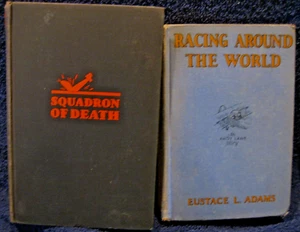 SQUADRON
OF DEATH
RACING AROUND
THE WORLD
EUSTACE L. ADAMS